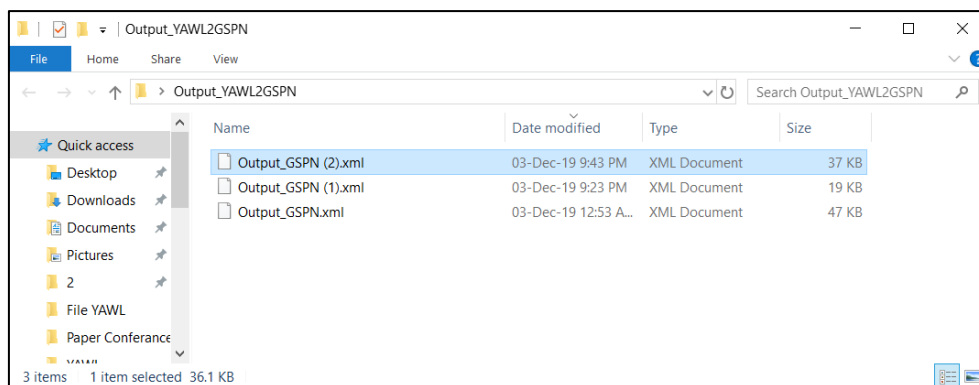 Output_YAWL2GSPN
File Home Share View
Output_YAWL2GSPN Search Output_YAWL2GSPN
Name Date modified Type Size
Quick access
Output_GSPN (2).xml 03-Dec-19 9:43 PM XML Document 37 KB
Desktop
Output_GSPN (1).xml 03-Dec-19 9:23 PM XML Document 19 KB
Downloads
Output_GSPN.xml 03-Dec-19 12:53 A... XML Document 47 KB
Documents
Pictures
2
File YAWL
Paper Conferance
YAWL
3 items 1 item selected 36.1 KB